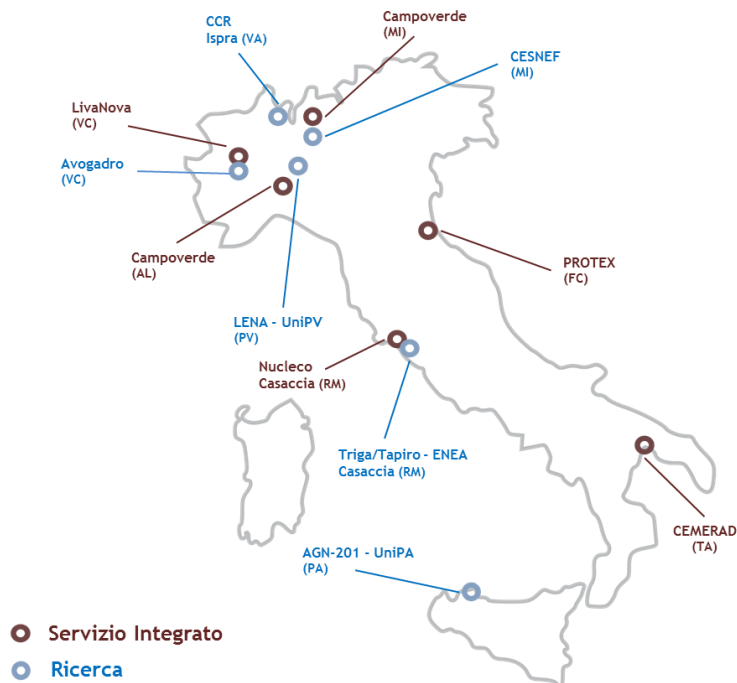 CCR
Ispra (VA)
Campoverde
(MI)
CESNEF
(MI)
LivaNova
(VC)
Avogadro
(VC)
Campoverde
(AL)
PROTEX
(FC)
LENA - UniPV
(PV)
Nucleco
Casaccia (RM)
Triga/Tapiro - ENEA
Casaccia (RM)
CEMERAD
(TA)
AGN-201 - UniPA
(PA)
Servizio Integrato
Ricerca